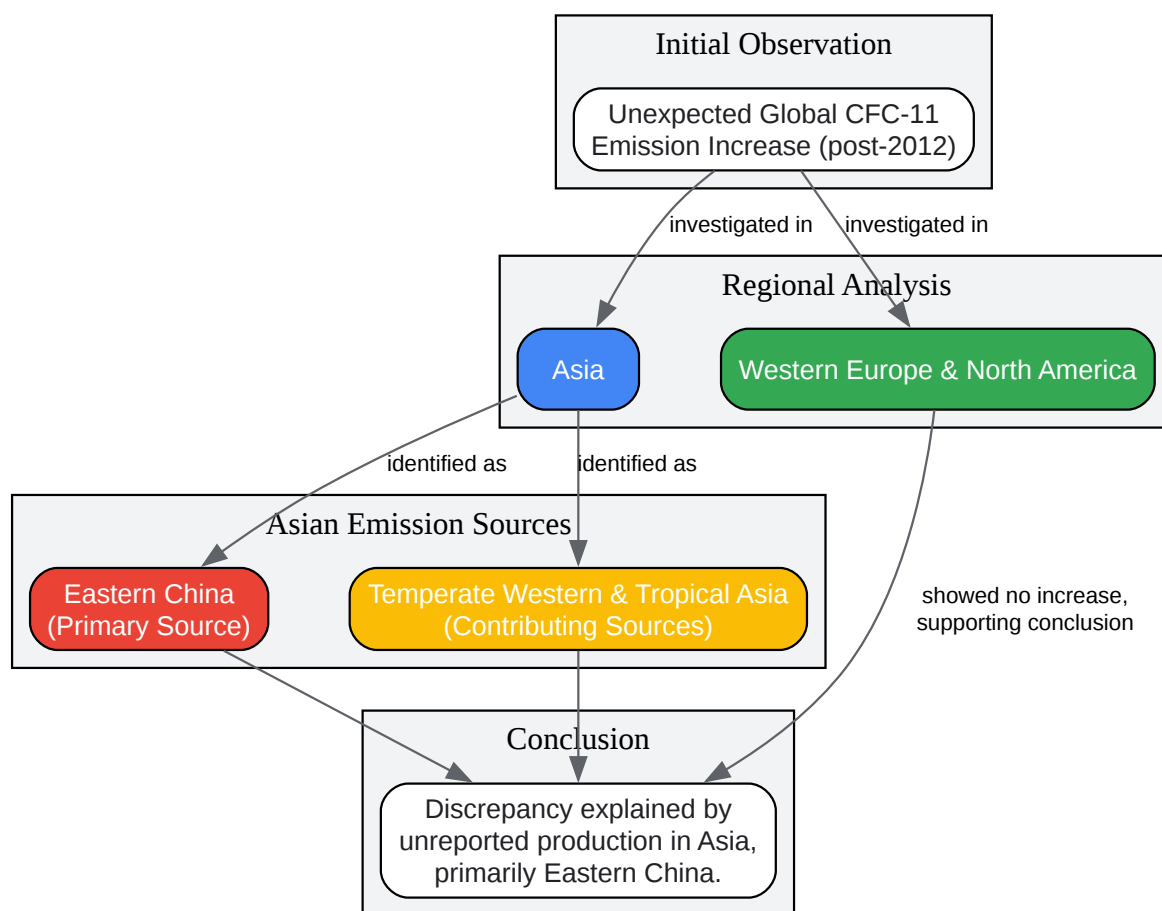 Initial Observation
Unexpected Global CFC-11
Emission Increase (post-2012)
investigated in
investigated in
Regional Analysis
Asia
Western Europe & North America
identified as
identified as
Asian Emission Sources
Eastern China
(Primary Source)
Temperate Western & Tropical Asia
(Contributing Sources)
showed no increase,
supporting conclusion
Conclusion
Discrepancy explained by
unreported production in Asia,
primarily Eastern China.